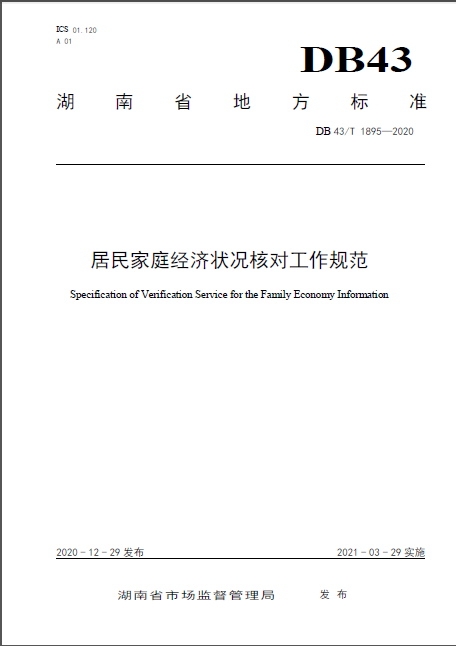 ICS 01.120
A 01
DB43
湖南省地方标准
DB 43/T 1895—2020
居民家庭经济状况核对工作规范
Specification of Verification Service for the Family Economy Information
2020-12-29 发布 2021-03-29 实施
湖南省市场监督管理局 发布